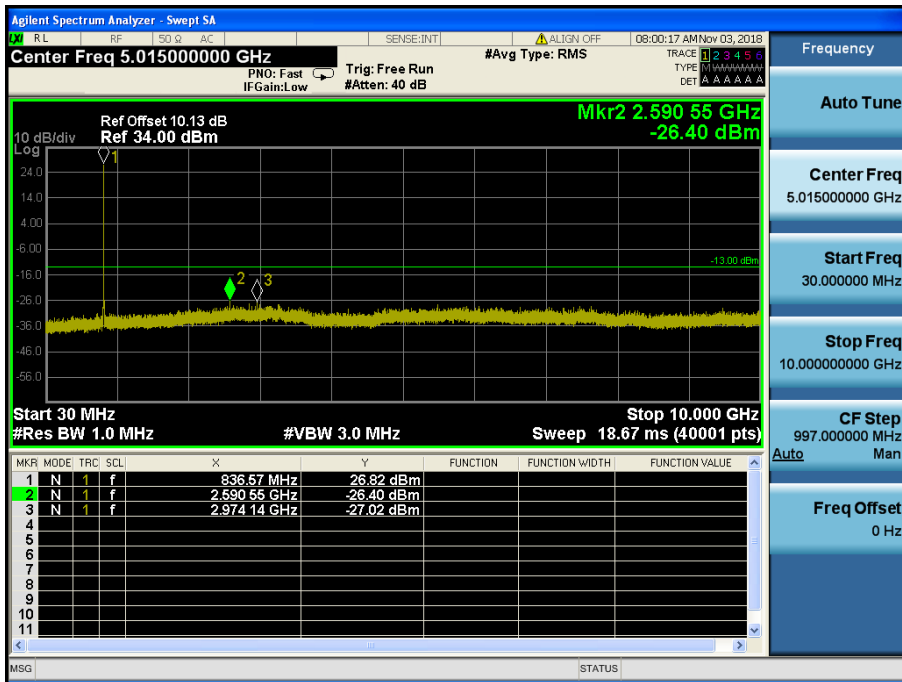 Agilent Spectrum Analyzer - Swept SA
LXI RL RF 50 Ω AC SENSE:INT ALIGN OFF 08:00:17 AM Nov 03, 2018
Center Freq 5.015000000 GHz #Avg Type: RMS TRACE 1 2 3 4 5 6
PNO: Fast Trig: Free Run TYPE M WWWWW
IFGain:Low #Atten: 40 dB DET A A A A A A
Frequency
Auto Tune
Center Freq
5.015000000 GHz
Start Freq
30.000000 MHz
Stop Freq
10.000000000 GHz
CF Step
997.000000 MHz
Auto Man
Freq Offset
0 Hz
Mkr2 2.590 55 GHz
-26.40 dBm
Ref Offset 10.13 dB
10 dB/div Ref 34.00 dBm
Log
1
24.0
14.0
4.00
-6.00
-13.00 dBm
-16.0
2 3
-26.0
-36.0
-46.0
-56.0
Start 30 MHz Stop 10.000 GHz
#Res BW 1.0 MHz #VBW 3.0 MHz Sweep 18.67 ms (40001 pts)
MKR MODE TRC SCL X Y FUNCTION FUNCTION WIDTH FUNCTION VALUE
1 N 1 f 836.57 MHz 26.82 dBm
2 N 1 f 2.590 55 GHz -26.40 dBm
3 N 1 f 2.974 14 GHz -27.02 dBm
4
5
6
7
8
9
10
11
MSG STATUS